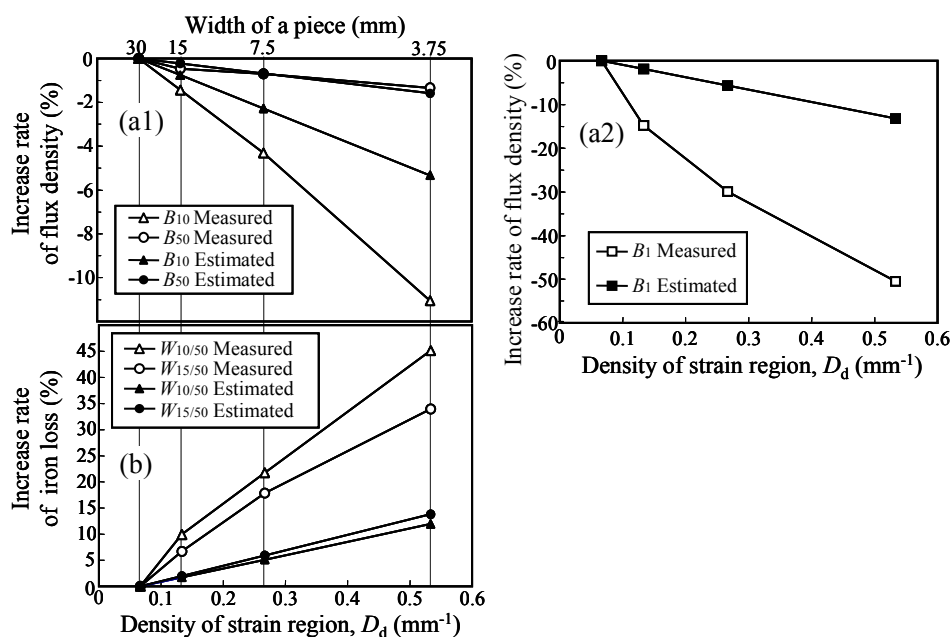 Width of a piece (mm)
30 15 7.5 3.75
Increase rate
of flux density (%)
0
-2
-4
-6
-8
-10
(a1)
B10 Measured
B50 Measured
B10 Estimated
B50 Estimated
Increase rate
of iron loss (%)
45
40
35
30
25
20
15
10
5
0
W10/50 Measured
W15/50 Measured
W10/50 Estimated
W15/50 Estimated
(b)
0 0.1 0.2 0.3 0.4 0.5 0.6
Density of strain region, Dd (mm-1)
Increase rate of flux density (%)
0
-10
-20
-30
-40
-50
-60
(a2)
B1 Measured
B1 Estimated
0 0.1 0.2 0.3 0.4 0.5 0.6
Density of strain region, Dd (mm-1)